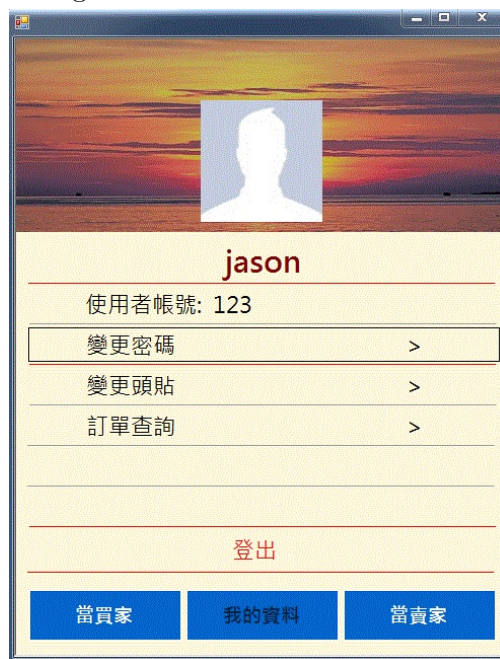 jason
使用者帳號: 123
變更密碼 >
變更頭貼 >
訂單查詢 >
登出
當買家 我的資料 當賣家